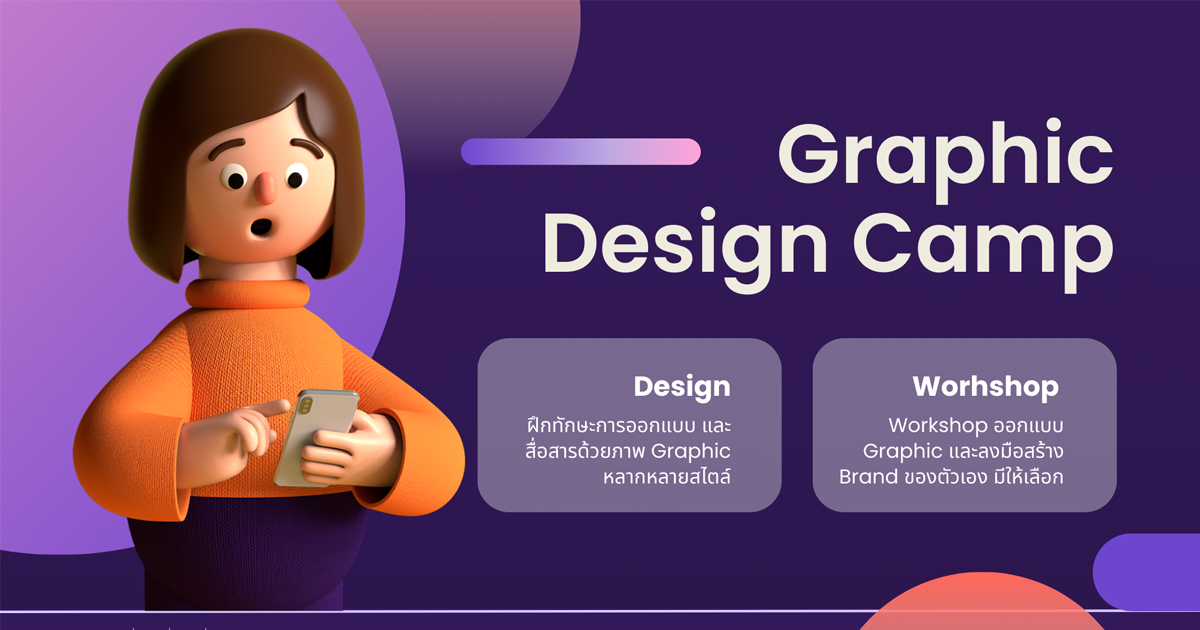 Graphic
Design Camp
Design
ฝึกทักษะการออกแบบ และ
สื่อสารด้วยภาพ Graphic
หลากหลายสไตล์
Worhshop
Workshop ออกแบบ
Graphic และลงมือสร้าง
Brand ของตัวเอง มีให้เลือก